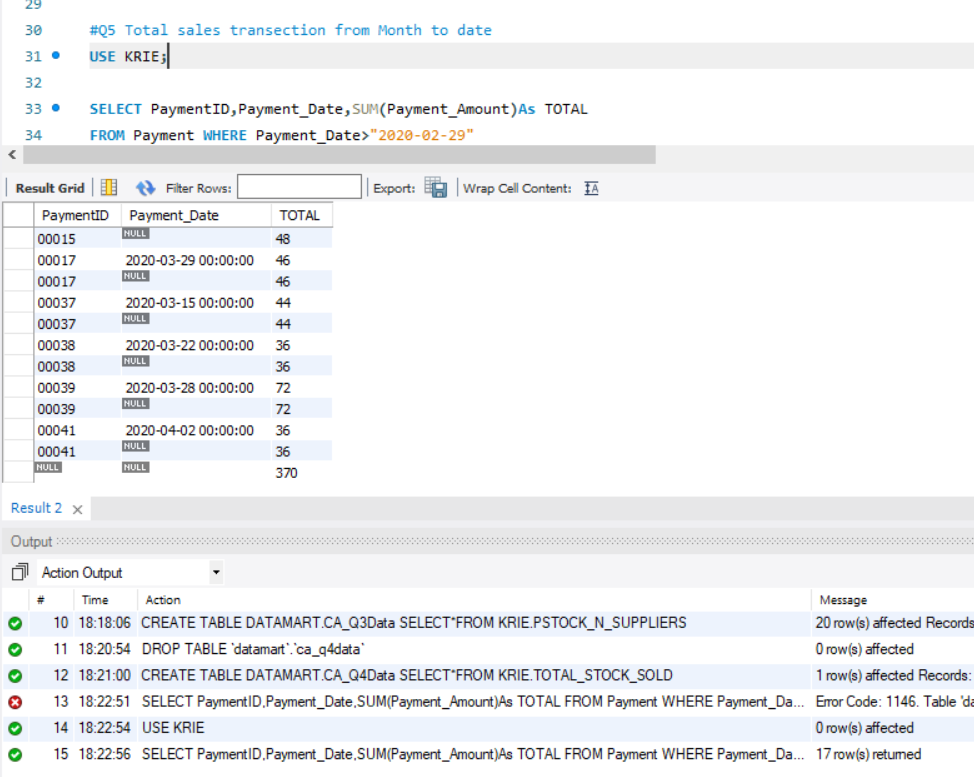 29
30 #Q5 Total sales transection from Month to date
31 USE KRIE;
32
33 SELECT PaymentID,Payment_Date,SUM(Payment_Amount)As TOTAL
34 FROM Payment WHERE Payment_Date>"2020-02-29"
Result Grid Filter Rows: Export: Wrap Cell Content: IA
PaymentID Payment_Date TOTAL
00015 NULL 48
00017 2020-03-29 00:00:00 46
00017 NULL 46
00037 2020-03-15 00:00:00 44
00037 NULL 44
00038 2020-03-22 00:00:00 36
00038 NULL 36
00039 2020-03-28 00:00:00 72
00039 NULL 72
00041 2020-04-02 00:00:00 36
00041 NULL 36
NULL NULL 370
Result 2
Output
Action Output
# Time Action Message
10 18:18:06 CREATE TABLE DATAMART.CA_Q3Data SELECT*FROM KRIE.PSTOCK_N_SUPPLIERS 20 row(s) affected Records
11 18:20:54 DROP TABLE `datamart`.`ca_q4data` 0 row(s) affected
12 18:21:00 CREATE TABLE DATAMART.CA_Q4Data SELECT*FROM KRIE.TOTAL_STOCK_SOLD 1 row(s) affected Records:
13 18:22:51 SELECT PaymentID,Payment_Date,SUM(Payment_Amount)As TOTAL FROM Payment WHERE Payment_Da... Error Code: 1146. Table 'da
14 18:22:54 USE KRIE 0 row(s) affected
15 18:22:56 SELECT PaymentID,Payment_Date,SUM(Payment_Amount)As TOTAL FROM Payment WHERE Payment_Da... 17 row(s) returned